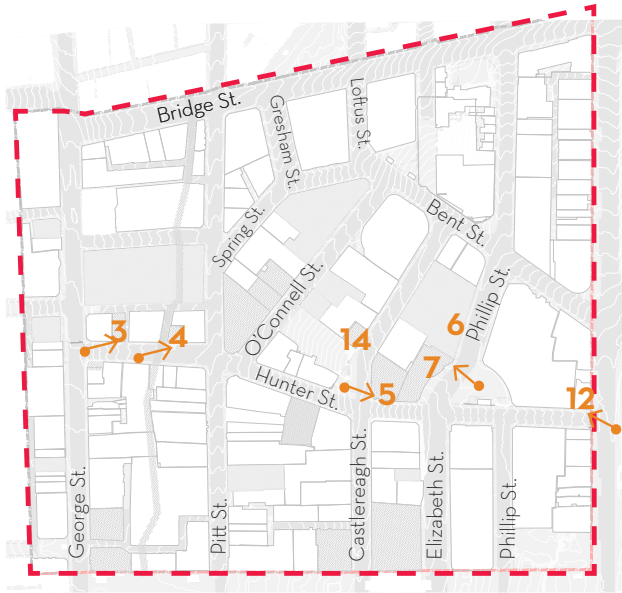 Bridge St.
Gresham St.
Loftus St.
Spring St.
Bent St.
O'Connell St.
Phillip St.
3
4
14
6
7
5
12
Hunter St.
George St.
Pitt St.
Castlereagh St.
Elizabeth St.
Phillip St.